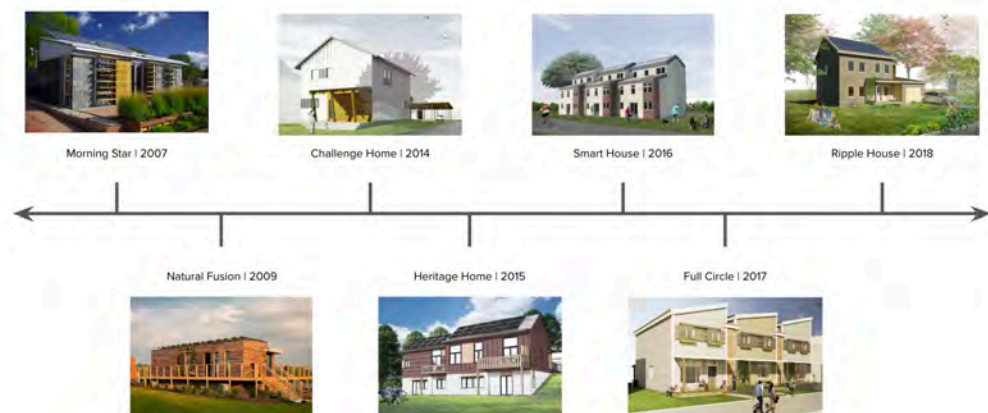 Morning Star | 2007
Challenge Home | 2014
Smart House | 2016
Ripple House | 2018
Natural Fusion | 2009
Heritage Home | 2015
Full Circle | 2017